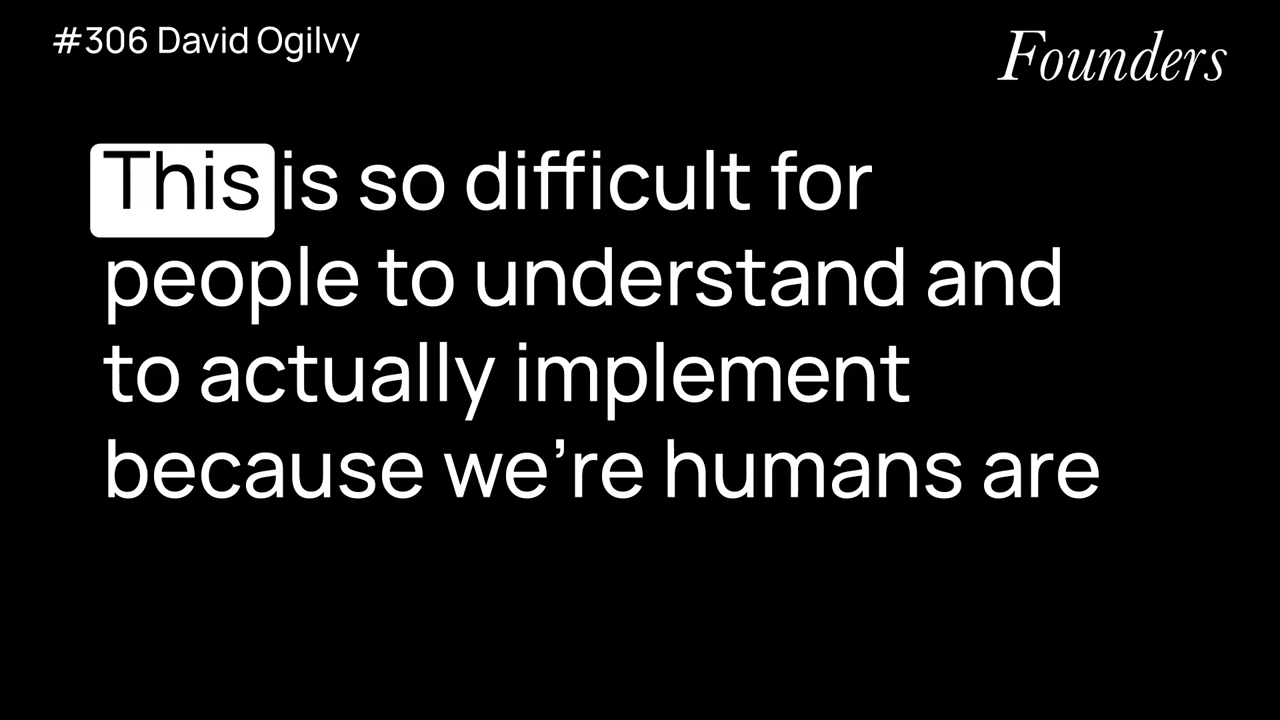 #306 David Ogilvy
Founders
This is so difficult for
people to understand and
to actually implement
because we’re humans are